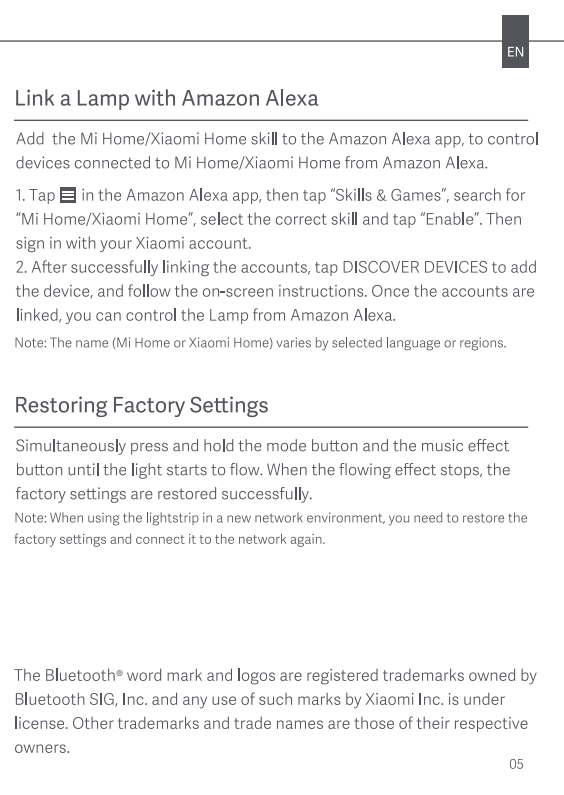 EN
Link a Lamp with Amazon Alexa
Add the Mi Home/Xiaomi Home skill to the Amazon Alexa app, to control
devices connected to Mi Home/Xiaomi Home from Amazon Alexa.
1. Tap in the Amazon Alexa app, then tap “Skills & Games”, search for
“Mi Home/Xiaomi Home”, select the correct skill and tap “Enable”. Then
sign in with your Xiaomi account.
2. After successfully linking the accounts, tap DISCOVER DEVICES to add
the device, and follow the on-screen instructions. Once the accounts are
linked, you can control the Lamp from Amazon Alexa.
Note: The name (Mi Home or Xiaomi Home) varies by selected language or regions.
Restoring Factory Settings
Simultaneously press and hold the mode button and the music effect
button until the light starts to flow. When the flowing effect stops, the
factory settings are restored successfully.
Note: When using the lightstrip in a new network environment, you need to restore the
factory settings and connect it to the network again.
The Bluetooth® word mark and logos are registered trademarks owned by
Bluetooth SIG, Inc. and any use of such marks by Xiaomi Inc. is under
license. Other trademarks and trade names are those of their respective
owners.
05